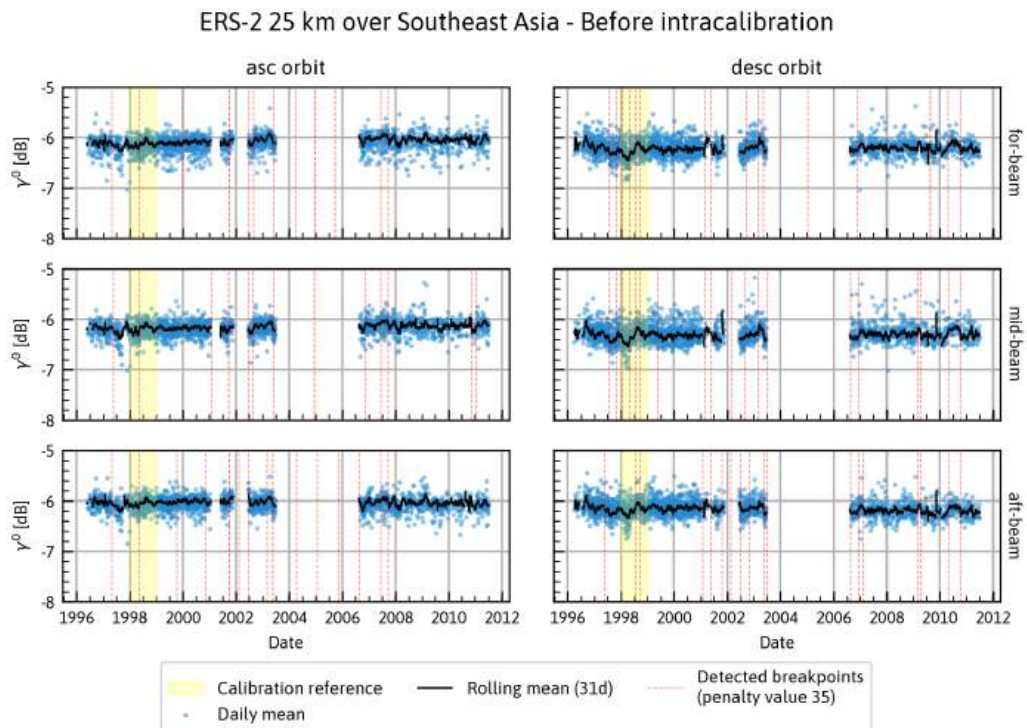 ERS-2 25 km over Southeast Asia - Before intracalibration
asc orbit
desc orbit
-5
-6
-7
-8
γ⁰ [dB]
for-beam
-5
-6
-7
-8
γ⁰ [dB]
mid-beam
-5
-6
-7
-8
γ⁰ [dB]
aft-beam
1996 1998 2000 2002 2004 2006 2008 2010 2012
1996 1998 2000 2002 2004 2006 2008 2010 2012
Date
Date
Calibration reference
Daily mean
Rolling mean (31d)
Detected breakpoints
(penalty value 35)